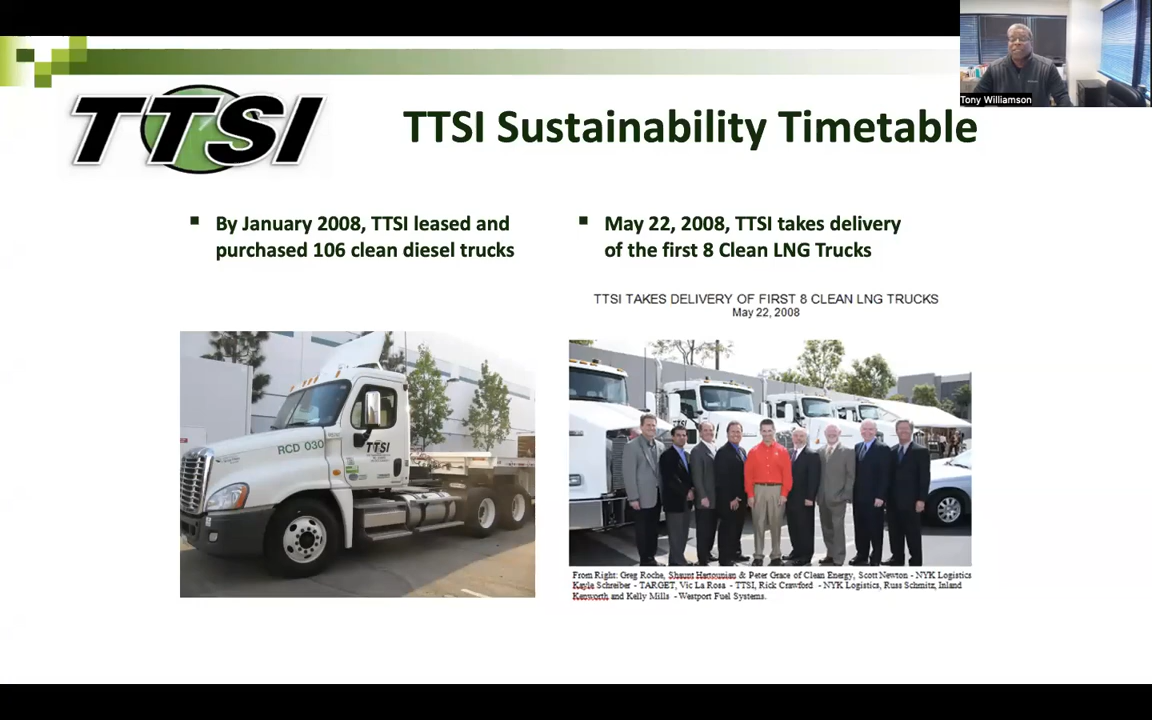 Tony Williamson
TTSI
TTSI Sustainability Timetable
By January 2008, TTSI leased and
purchased 106 clean diesel trucks
May 22, 2008, TTSI takes delivery
of the first 8 Clean LNG Trucks
TTSI TAKES DELIVERY OF FIRST 8 CLEAN LNG TRUCKS
May 22, 2008
RCD 030
TTSI
From Right: Greg Roche, Shaunt Hartounian & Peter Grace of Clean Energy, Scott Newton - NYK Logistics
Kayle Schreiber - TARGET, Vic La Rosa - TTSI, Rick Crawford - NYK Logistics, Russ Schmitz, Inland
Kenworth and Kelly Mills - Westport Fuel Systems.